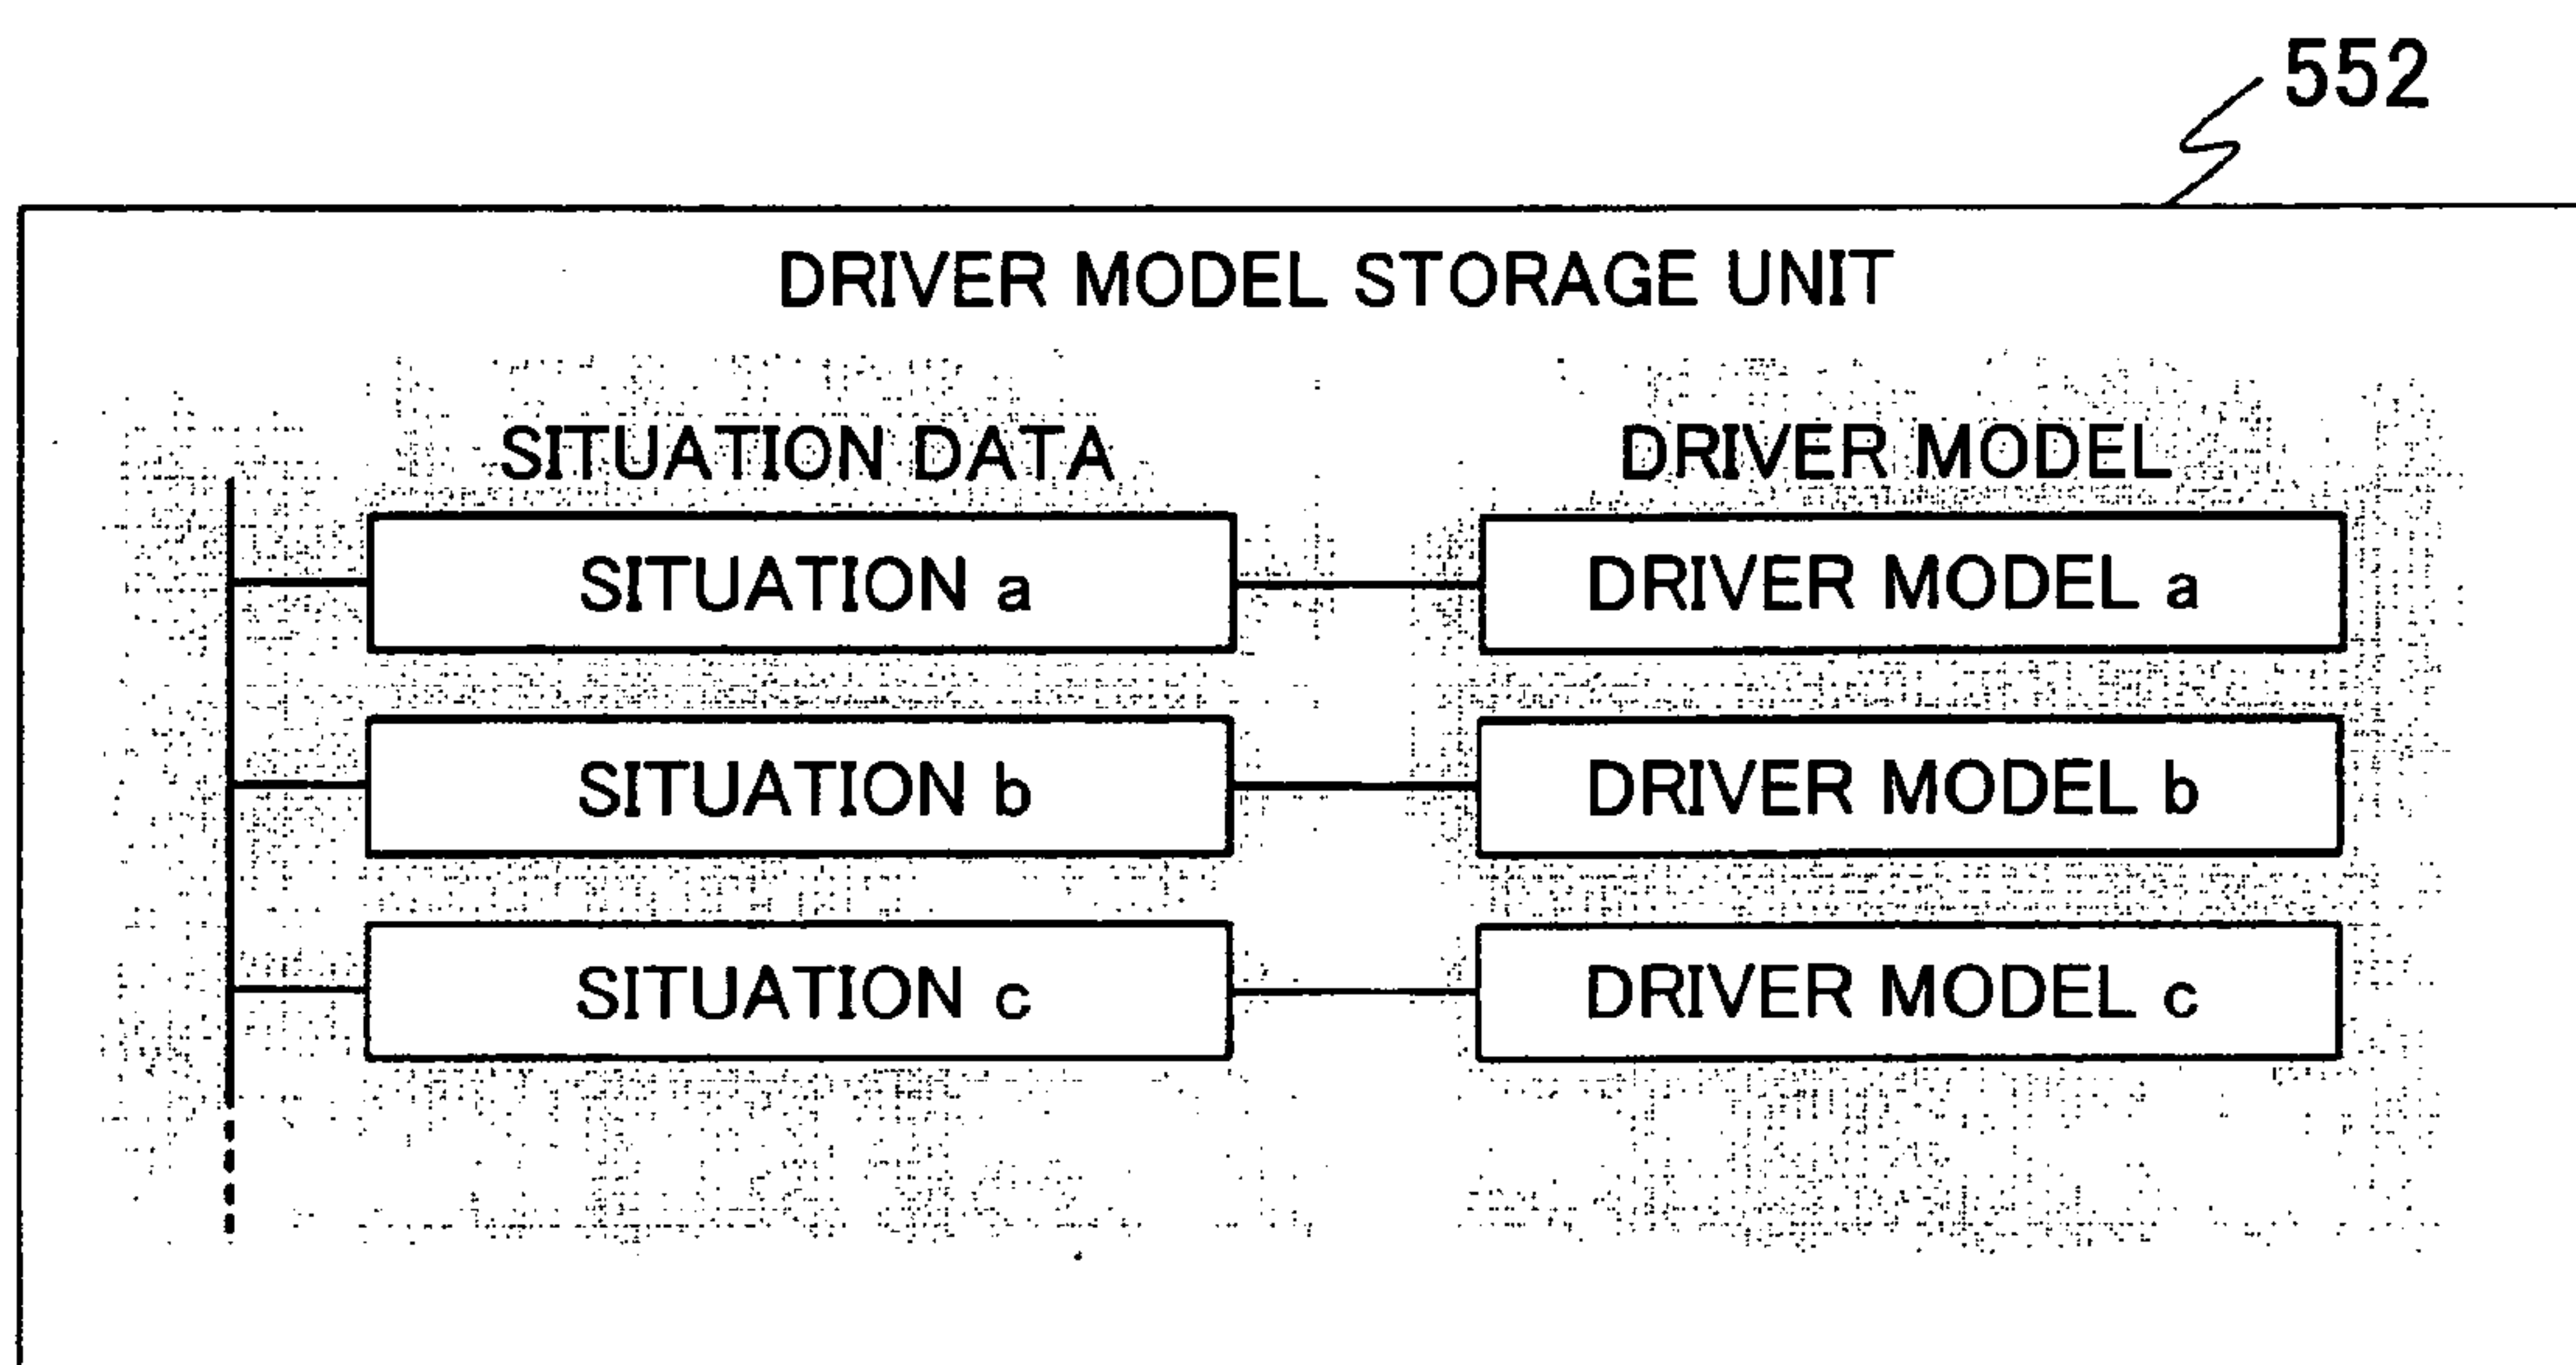 552
DRIVER MODEL STORAGE UNIT
SITUATION DATA DRIVER MODEL
SITUATION a DRIVER MODEL a
SITUATION b DRIVER MODEL b
SITUATION c DRIVER MODEL c